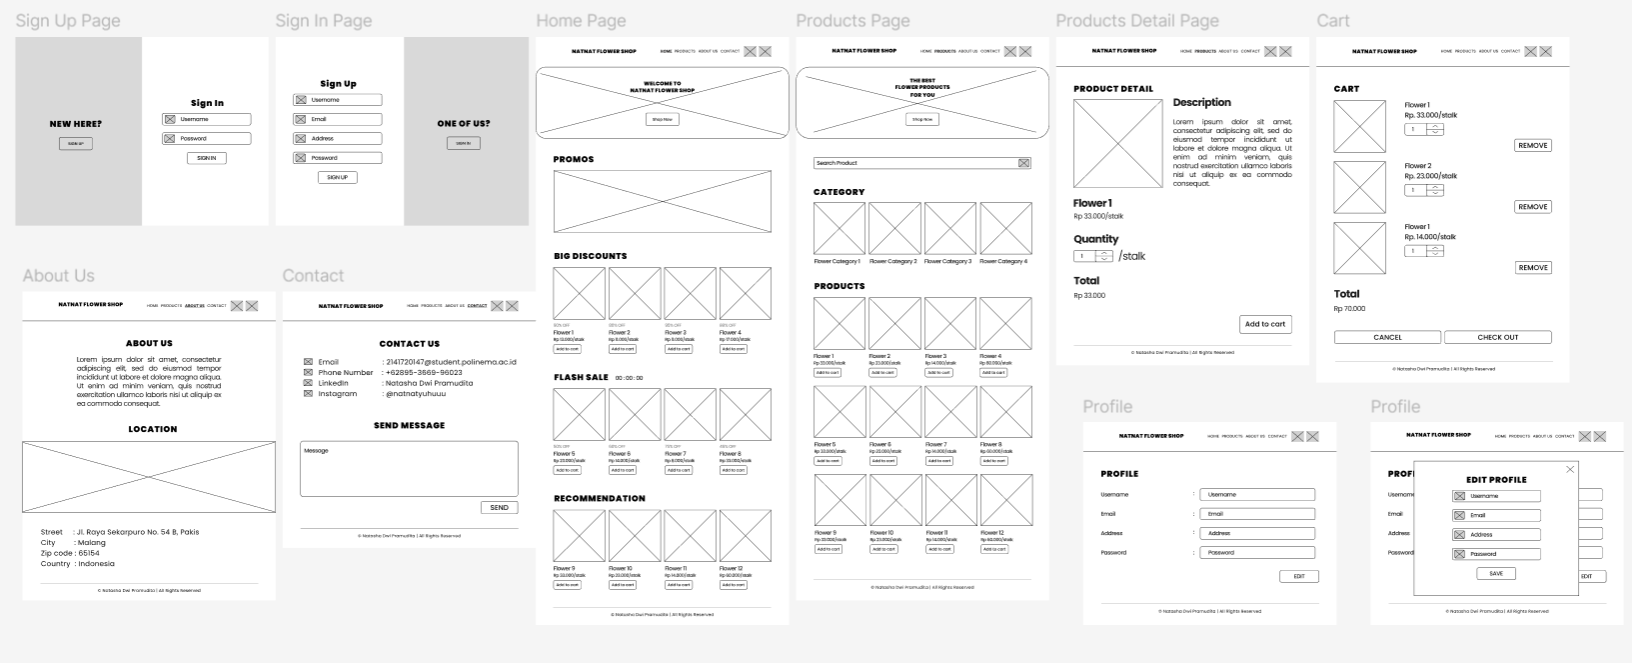 Sign Up Page
NEW HERE?
SIGN UP
Sign In
Username
Password
SIGN IN
Sign In Page
Sign Up
Username
Email
Address
Password
SIGN UP
ONE OF US?
SIGN IN
Home Page
NATNAT FLOWER SHOP HOME PRODUCTS ABOUT US CONTACT
WELCOME TO
NATNAT FLOWER SHOP
Shop Now
PROMOS
BIG DISCOUNTS
Flower 1 Flower 2 Flower 3 Flower 4
Add to cart Add to cart Add to cart Add to cart
FLASH SALE 00 : 00 : 00
Flower 5 Flower 6 Flower 7 Flower 8
Add to cart Add to cart Add to cart Add to cart
RECOMMENDATION
Flower 9 Flower 10 Flower 11 Flower 12
Rp 33.000/stalk Rp 23.000/stalk Rp 14.000/stalk
Add to cart Add to cart Add to cart Add to cart
© Natasha Dwi Pramudita | All Rights Reserved
Products Page
NATNAT FLOWER SHOP HOME PRODUCTS ABOUT US CONTACT
THE BEST
FLOWER PRODUCTS
FOR YOU
Shop Now
Search Product
CATEGORY
Flower Category 1 Flower Category 2 Flower Category 3 Flower Category 4
PRODUCTS
Flower 1 Flower 2 Flower 3 Flower 4
Rp 33.000/stalk Rp 23.000/stalk Rp 14.000/stalk
Add to cart Add to cart Add to cart Add to cart
Flower 5 Flower 6 Flower 7 Flower 8
Add to cart Add to cart Add to cart Add to cart
Flower 9 Flower 10 Flower 11 Flower 12
Add to cart Add to cart Add to cart Add to cart
© Natasha Dwi Pramudita | All Rights Reserved
Products Detail Page
NATNAT FLOWER SHOP HOME PRODUCTS ABOUT US CONTACT
PRODUCT DETAIL
Description
Lorem ipsum dolor sit amet,
consectetur adipiscing elit, sed do
eiusmod tempor incididunt ut
labore et dolore magna aliqua. Ut
enim ad minim veniam, quis
nostrud exercitation ullamco laboris
nisi ut aliquip ex ea commodo
consequat.
Flower 1
Rp 33.000/stalk
Quantity
1 /stalk
Total
Rp 33.000
Add to cart
© Natasha Dwi Pramudita | All Rights Reserved
Cart
NATNAT FLOWER SHOP HOME PRODUCTS ABOUT US CONTACT
CART
Flower 1
Rp. 33.000/stalk
1
REMOVE
Flower 2
Rp. 23.000/stalk
1
REMOVE
Flower 1
Rp. 14.000/stalk
1
REMOVE
Total
Rp 70.000
CANCEL CHECK OUT
© Natasha Dwi Pramudita | All Rights Reserved
About Us
NATNAT FLOWER SHOP HOME PRODUCTS ABOUT US CONTACT
ABOUT US
Lorem ipsum dolor sit amet, consectetur
adipiscing elit, sed do eiusmod tempor
incididunt ut labore et dolore magna aliqua.
Ut enim ad minim veniam, quis nostrud
exercitation ullamco laboris nisi ut aliquip ex
ea commodo consequat.
LOCATION
Street : Jl. Raya Sekarpuro No. 54 B, Pakis
City : Malang
Zip code : 65154
Country : Indonesia
© Natasha Dwi Pramudita | All Rights Reserved
Contact
NATNAT FLOWER SHOP HOME PRODUCTS ABOUT US CONTACT
CONTACT US
Email : 2141720147@student.polinema.ac.id
Phone Number : +62895-3669-96023
LinkedIn : Natasha Dwi Pramudita
Instagram : @natnatyuhuuu
SEND MESSAGE
Message
SEND
© Natasha Dwi Pramudita | All Rights Reserved
Profile
NATNAT FLOWER SHOP HOME PRODUCTS ABOUT US CONTACT
PROFILE
Username : Username
Email : Email
Address : Address
Password : Password
EDIT
© Natasha Dwi Pramudita | All Rights Reserved
Profile
NATNAT FLOWER SHOP HOME PRODUCTS ABOUT US CONTACT
PROFI
Username
Email
Address
Password
EDIT PROFILE
Username
Email
Address
Password
SAVE
EDIT
© Natasha Dwi Pramudita | All Rights Reserved